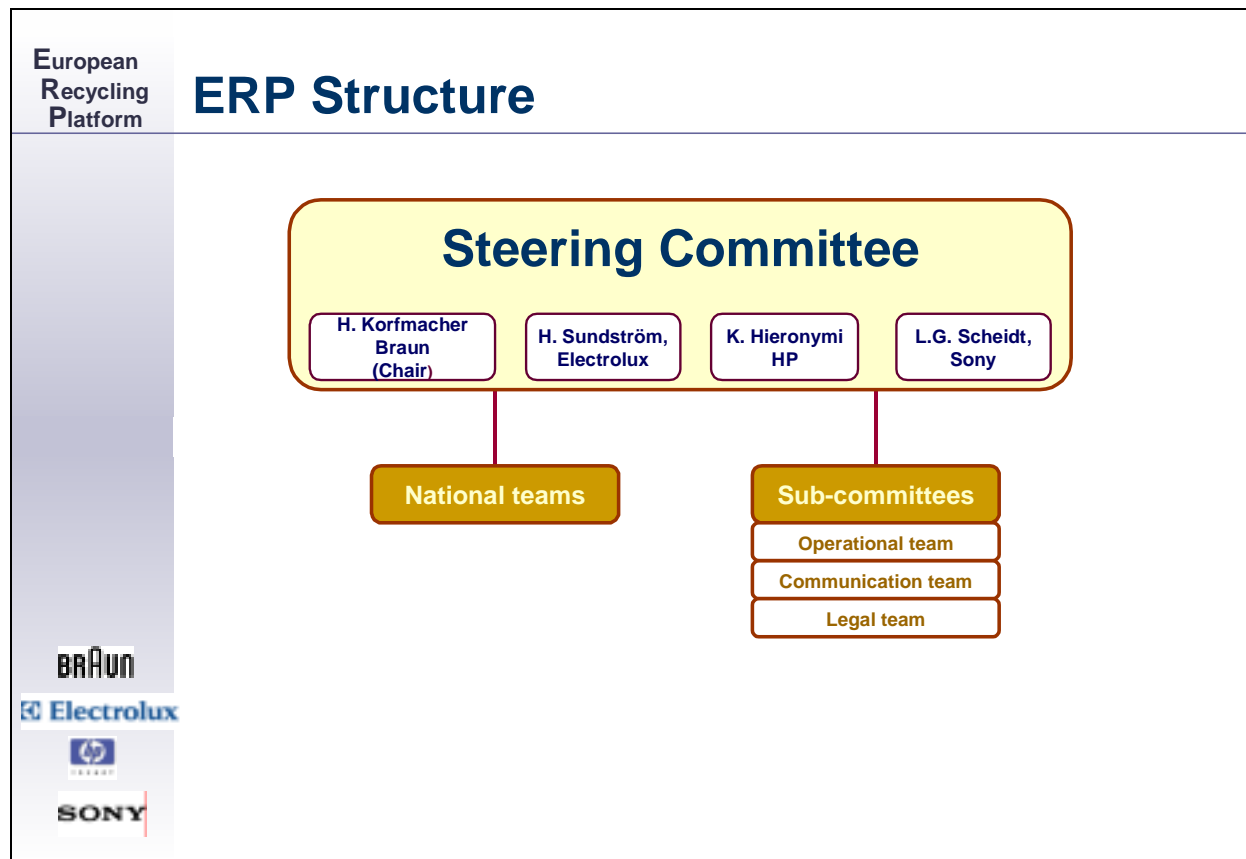 European
Recycling
Platform
ERP Structure
Steering Committee
H. Korfmacher
Braun
(Chair)
H. Sundström,
Electrolux
K. Hieronymi
HP
L.G. Scheidt,
Sony
National teams
Sub-committees
Operational team
Communication team
Legal team
BRAUN
Electrolux
hp
SONY